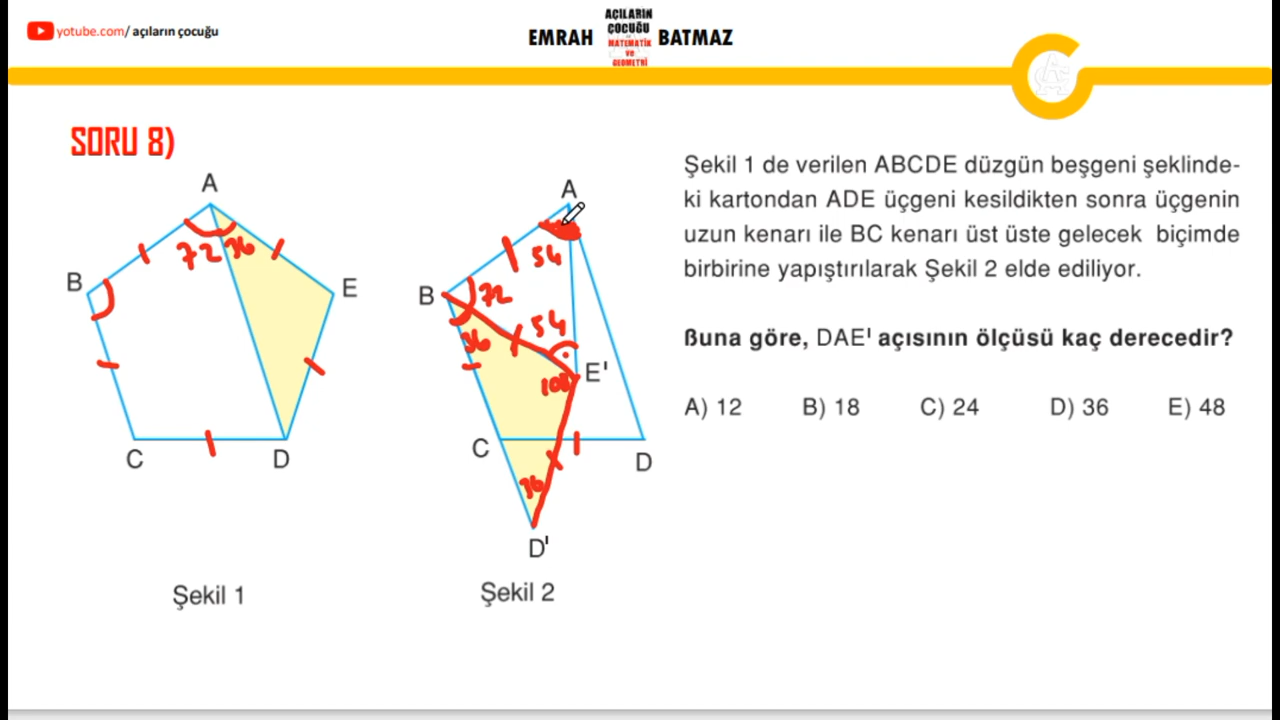 yotube.com/ açıların çocuğu
EMRAH
AÇILARIN
ÇOCUĞU
MATEMATİK
ve
GEOMETRİ
BATMAZ
SORU 8)
Şekil 1 de verilen ABCDE düzgün beşgeni şeklinde-
ki kartondan ADE üçgeni kesildikten sonra üçgenin
uzun kenarı ile BC kenarı üst üste gelecek biçimde
birbirine yapıştırılarak Şekil 2 elde ediliyor.
Buna göre, DAE' açısının ölçüsü kaç derecedir?
A) 12 B) 18 C) 24 D) 36 E) 48
A
72 36
B
E
C
D
Şekil 1
A
54
B
72
54
36
E'
108
C
D
36
D'
Şekil 2